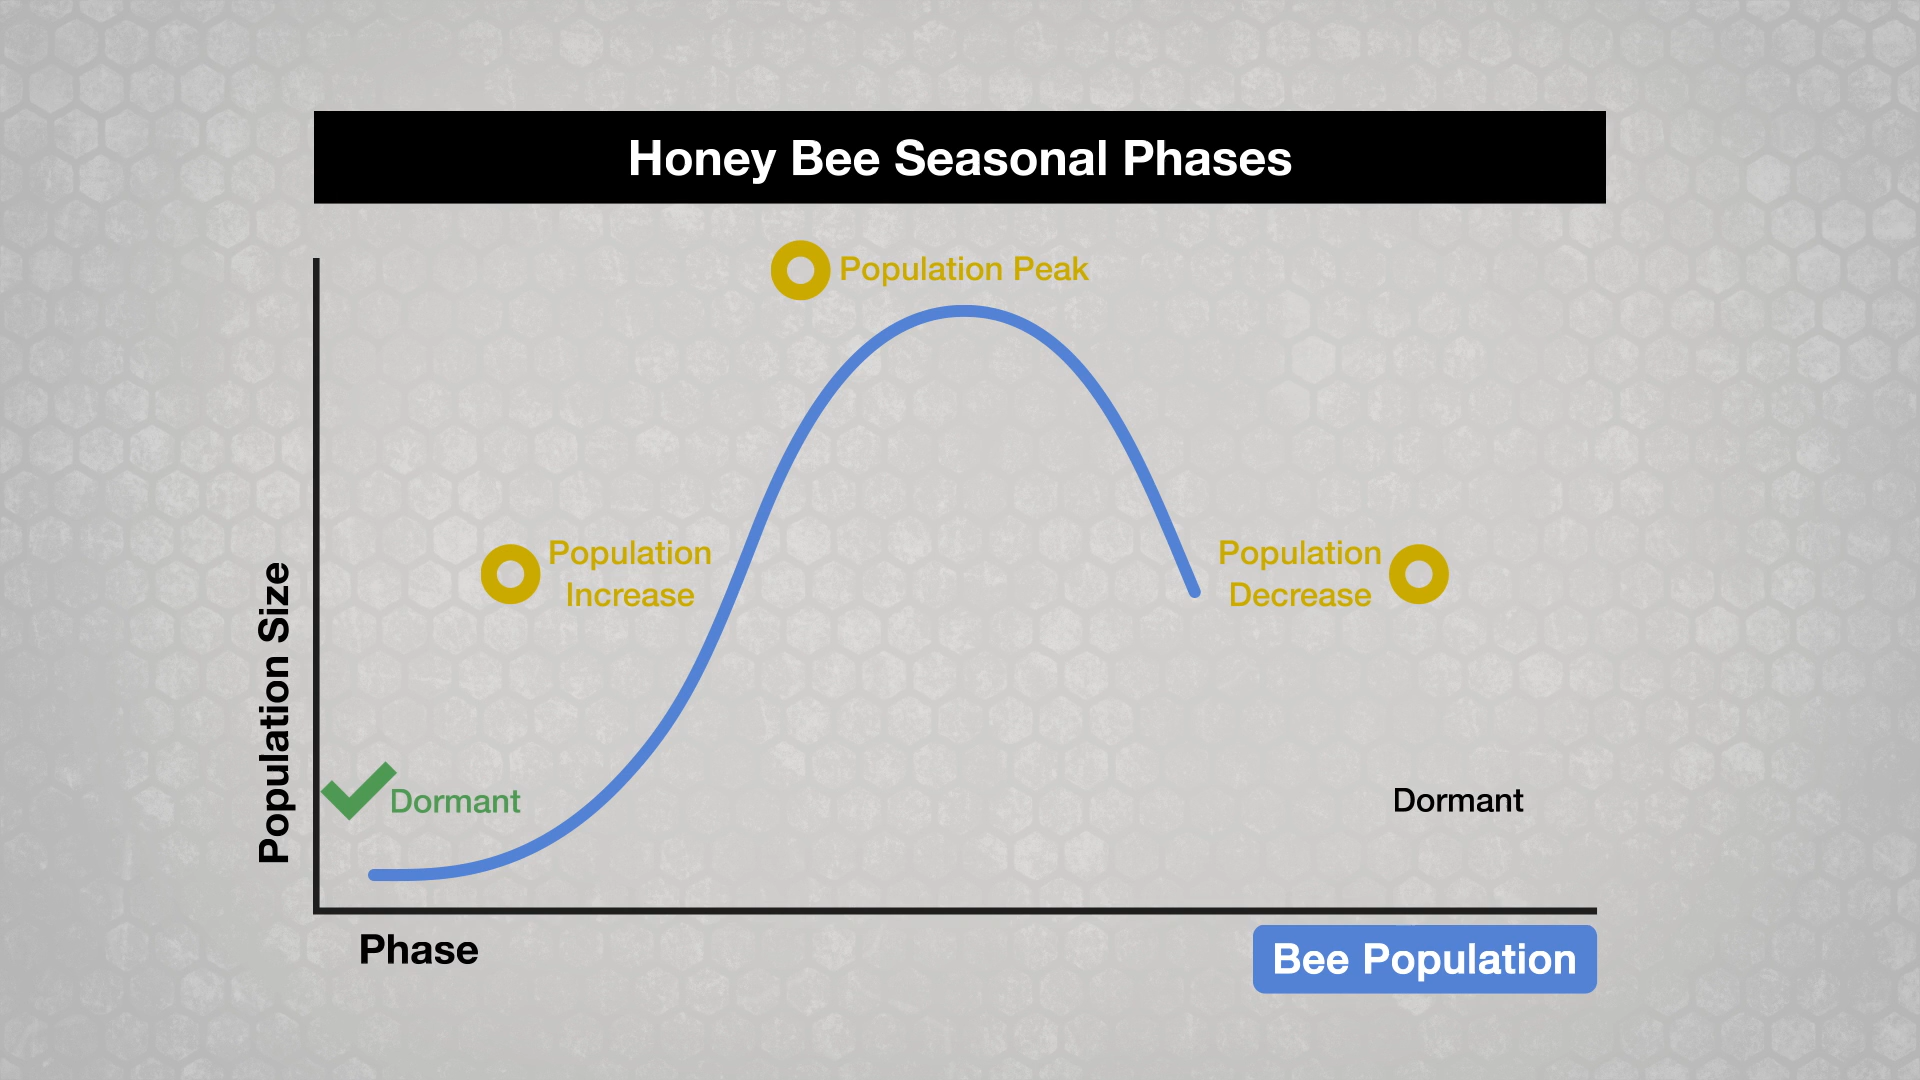 Honey Bee Seasonal Phases
Population Peak
Population
Increase
Population
Decrease
Population Size
Dormant
Dormant
Phase
Bee Population